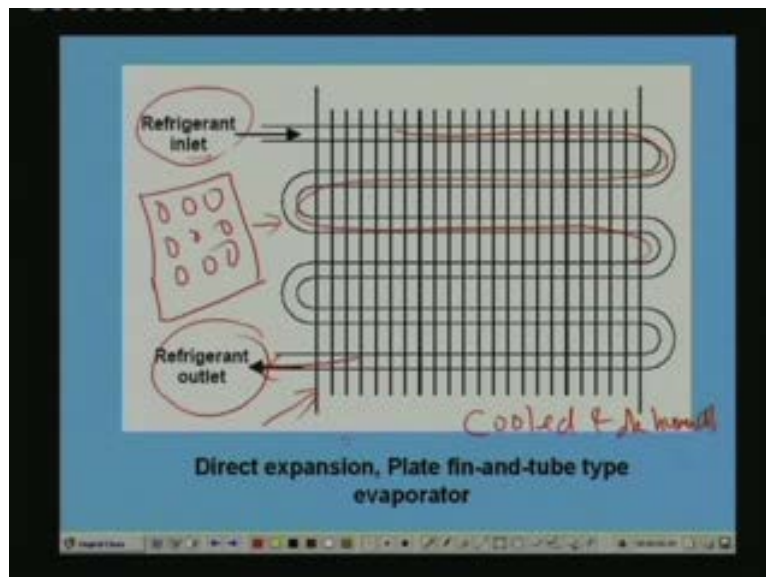 Refrigerant
inlet
Refrigerant
outlet
Cooled &
Direct expansion, Plate fin-and-tube type
evaporator